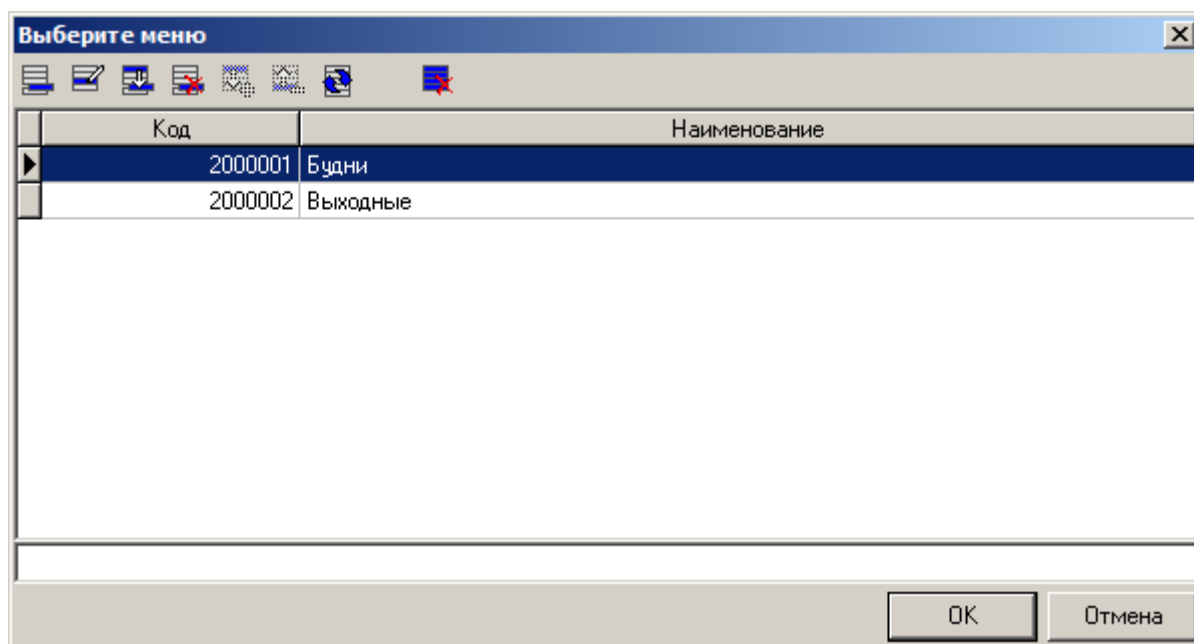 Выберите меню
Код Наименование
2000001 Будни
2000002 Выходные
OK Отмена